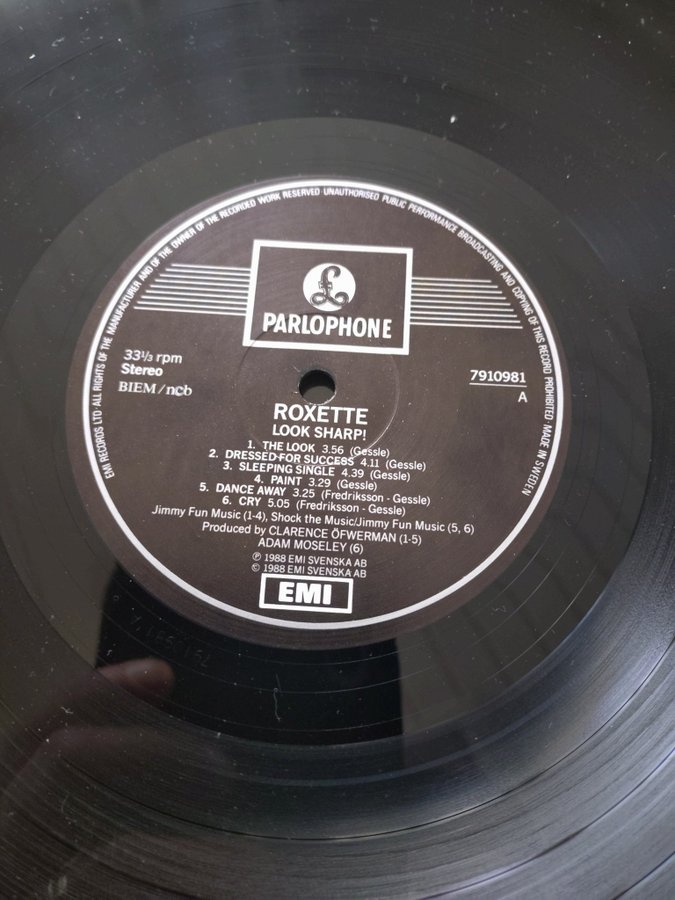 EMI RECORDS LTD· ALL RIGHTS OF THE MANUFACTURER AND OF THE OWNER OF THE RECORDED WORK RESERVED UNAUTHORISED PUBLIC PERFORMANCE BROADCASTING AND COPYING OF THIS RECORD PROHIBITED· MADE IN SWEDEN
£
PARLOPHONE
33⅓ rpm
Stereo
BIEM/ncb
7910981
A
ROXETTE
LOOK SHARP!
1. THE LOOK 3.56 (Gessle)
2. DRESSED FOR SUCCESS 4.11 (Gessle)
3. SLEEPING SINGLE 4.39 (Gessle)
4. PAINT 3.29 (Gessle)
5. DANCE AWAY 3.25 (Fredriksson - Gessle)
6. CRY 5.05 (Fredriksson - Gessle)
Jimmy Fun Music (1-4), Shock the Music/Jimmy Fun Music (5, 6)
Produced by CLARENCE ÖFWERMAN (1-5)
ADAM MOSELEY (6)
℗ 1988 EMI SVENSKA AB
© 1988 EMI SVENSKA AB
EMI